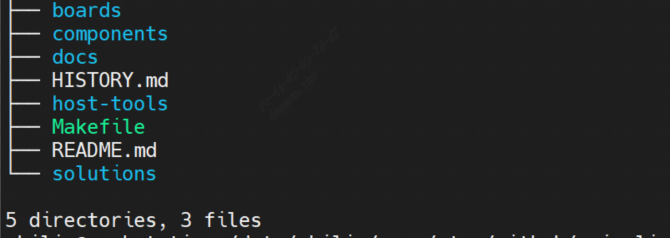 ├── boards
├── components
├── docs
├── HISTORY.md
├── host-tools
├── Makefile
├── README.md
└── solutions
5 directories, 3 files